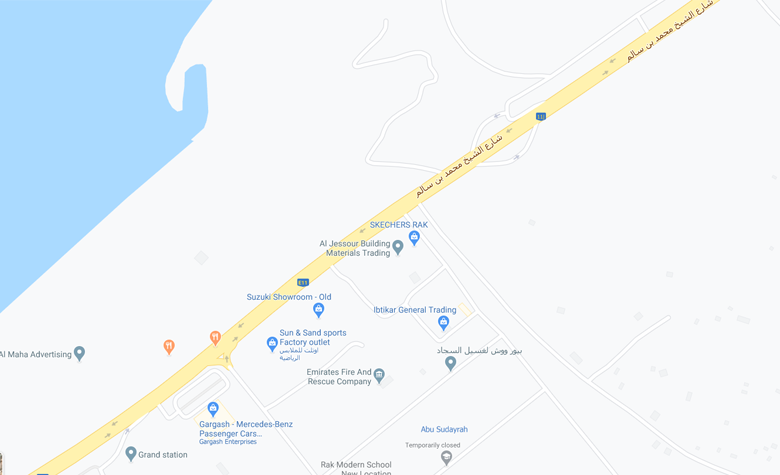 شارع الشيخ محمد بن سالم
E11
شارع الشيخ محمد بن سالم
SKECHERS RAK
Al Jessour Building
Materials Trading
E11
Suzuki Showroom - Old
Ibtikar General Trading
Sun & Sand sports
Factory outlet
اوتلت للملابس
الرياضية
Al Maha Advertising
بيور ووش لغسيل السجاد
Emirates Fire And
Rescue Company
Gargash - Mercedes-Benz
Passenger Cars...
Gargash Enterprises
Abu Sudayrah
Temporarily closed
Grand station
Rak Modern School
New Location